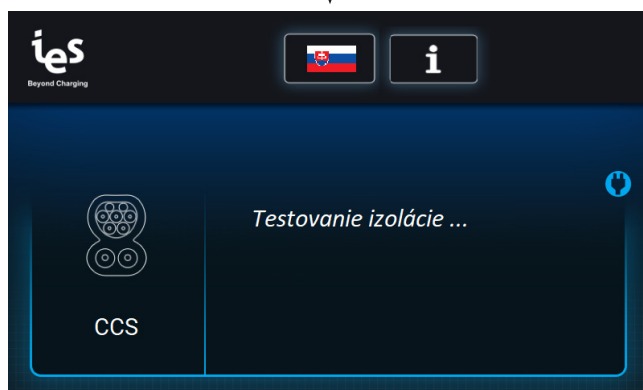 ies
Beyond Charging
i
Testovanie izolácie ...
CCS